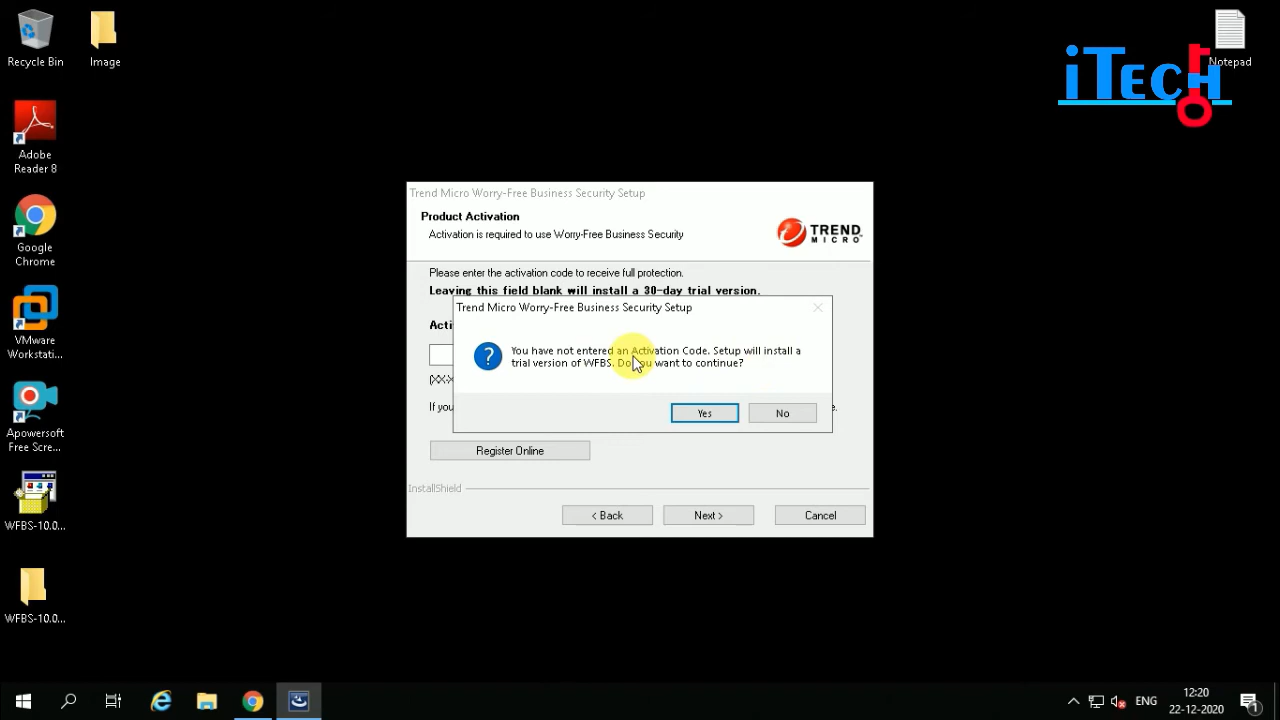 Recycle Bin
Image
Adobe
Reader 8
Google
Chrome
VMware
Workstati...
Apowersoft
Free Scre...
WFBS-10.0...
WFBS-10.0...
Notepad
iTECH
Trend Micro Worry-Free Business Security Setup
Product Activation
Activation is required to use Worry-Free Business Security
TREND
MICRO
Please enter the activation code to receive full protection.
Leaving this field blank will install a 30-day trial version.
Trend Micro Worry-Free Business Security Setup
You have not entered an Activation Code. Setup will install a
trial version of WFBS. Do you want to continue?
Yes
No
If you
Register Online
InstallShield
< Back
Next >
Cancel
ENG
12:20
22-12-2020
1